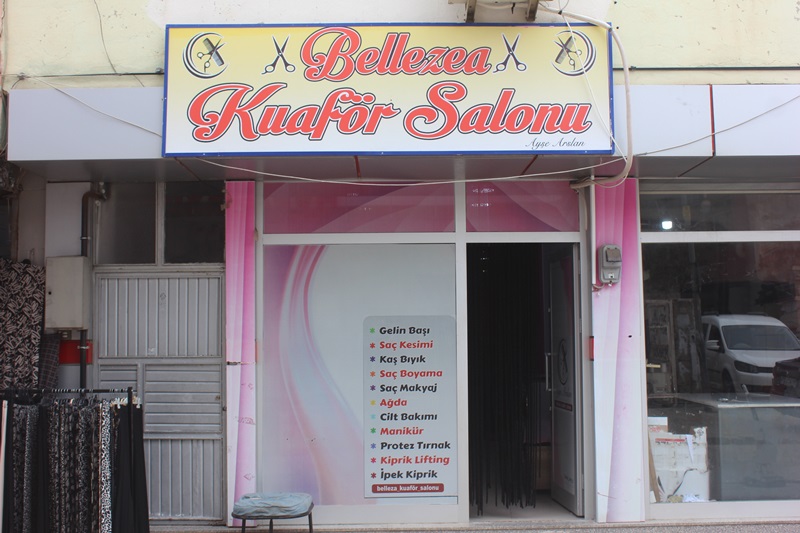 Bellezea
Kuaför Salonu
Ayşe Arslan
Gelin Başı
Saç Kesimi
Kaş Bıyık
Saç Boyama
Saç Makyaj
Ağda
Cilt Bakımı
Manikür
Protez Tırnak
Kiprik Lifting
İpek Kiprik
belleza_kuaför_salonu